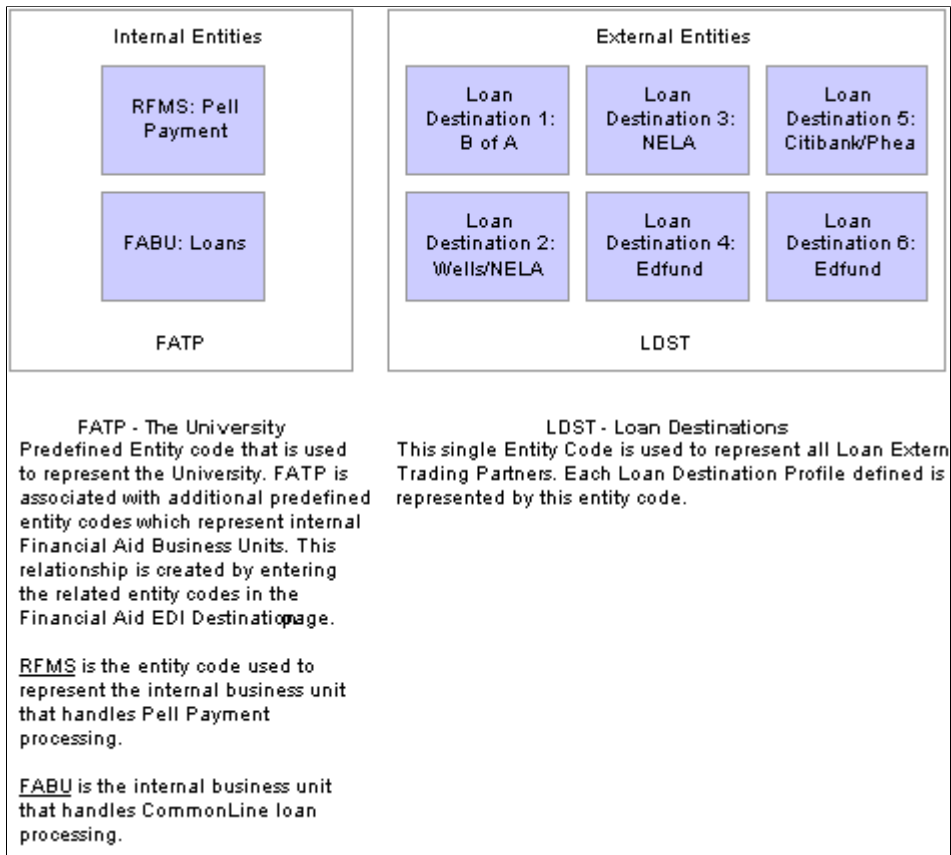 Internal Entities
RFMS: Pell
Payment
FABU: Loans
FATP
External Entities
Loan
Destination 1:
B of A
Loan
Destination 3:
NELA
Loan
Destination 5:
Citibank/Phea
Loan
Destination 2:
Wells/NELA
Loan
Destination 4:
Edfund
Loan
Destination 6:
Edfund
LDST
FATP - The University
Predefined Entity code that is used
to represent the University. FATP is
associated with additional predefined
entity codes which represent internal
Financial Aid Business Units. This
relationship is created by entering
the related entity codes in the
Financial Aid EDI Destination page.
RFMS is the entity code used to
represent the internal business unit
that handles Pell Payment
processing.
FABU is the internal business unit
that handles CommonLine loan
processing.
LDST - Loan Destinations
This single Entity Code is used to represent all Loan Extern
Trading Partners. Each Loan Destination Profile defined is
represented by this entity code.